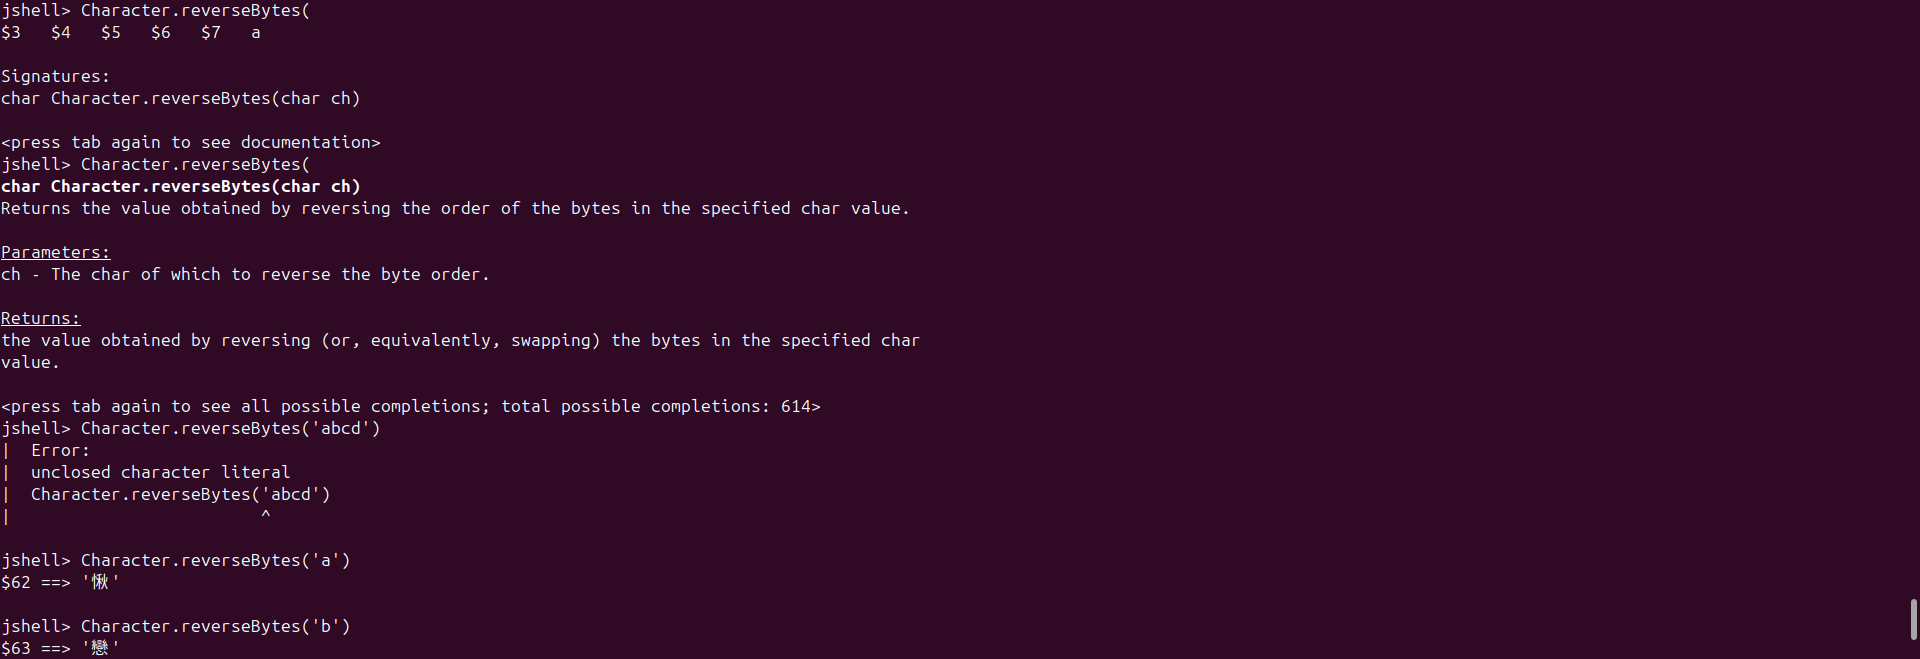 jshell> Character.reverseBytes(
$3   $4   $5   $6   $7   a
Signatures:
char Character.reverseBytes(char ch)
<press tab again to see documentation>
jshell> Character.reverseBytes(
char Character.reverseBytes(char ch)
Returns the value obtained by reversing the order of the bytes in the specified char value.
Parameters:
ch - The char of which to reverse the byte order.
Returns:
the value obtained by reversing (or, equivalently, swapping) the bytes in the specified char
value.
<press tab again to see all possible completions; total possible completions: 614>
jshell> Character.reverseBytes('abcd')
|  Error:
|  unclosed character literal
|  Character.reverseBytes('abcd')
|                         ^
jshell> Character.reverseBytes('a')
$62 ==> '愀'
jshell> Character.reverseBytes('b')
$63 ==> '戀'